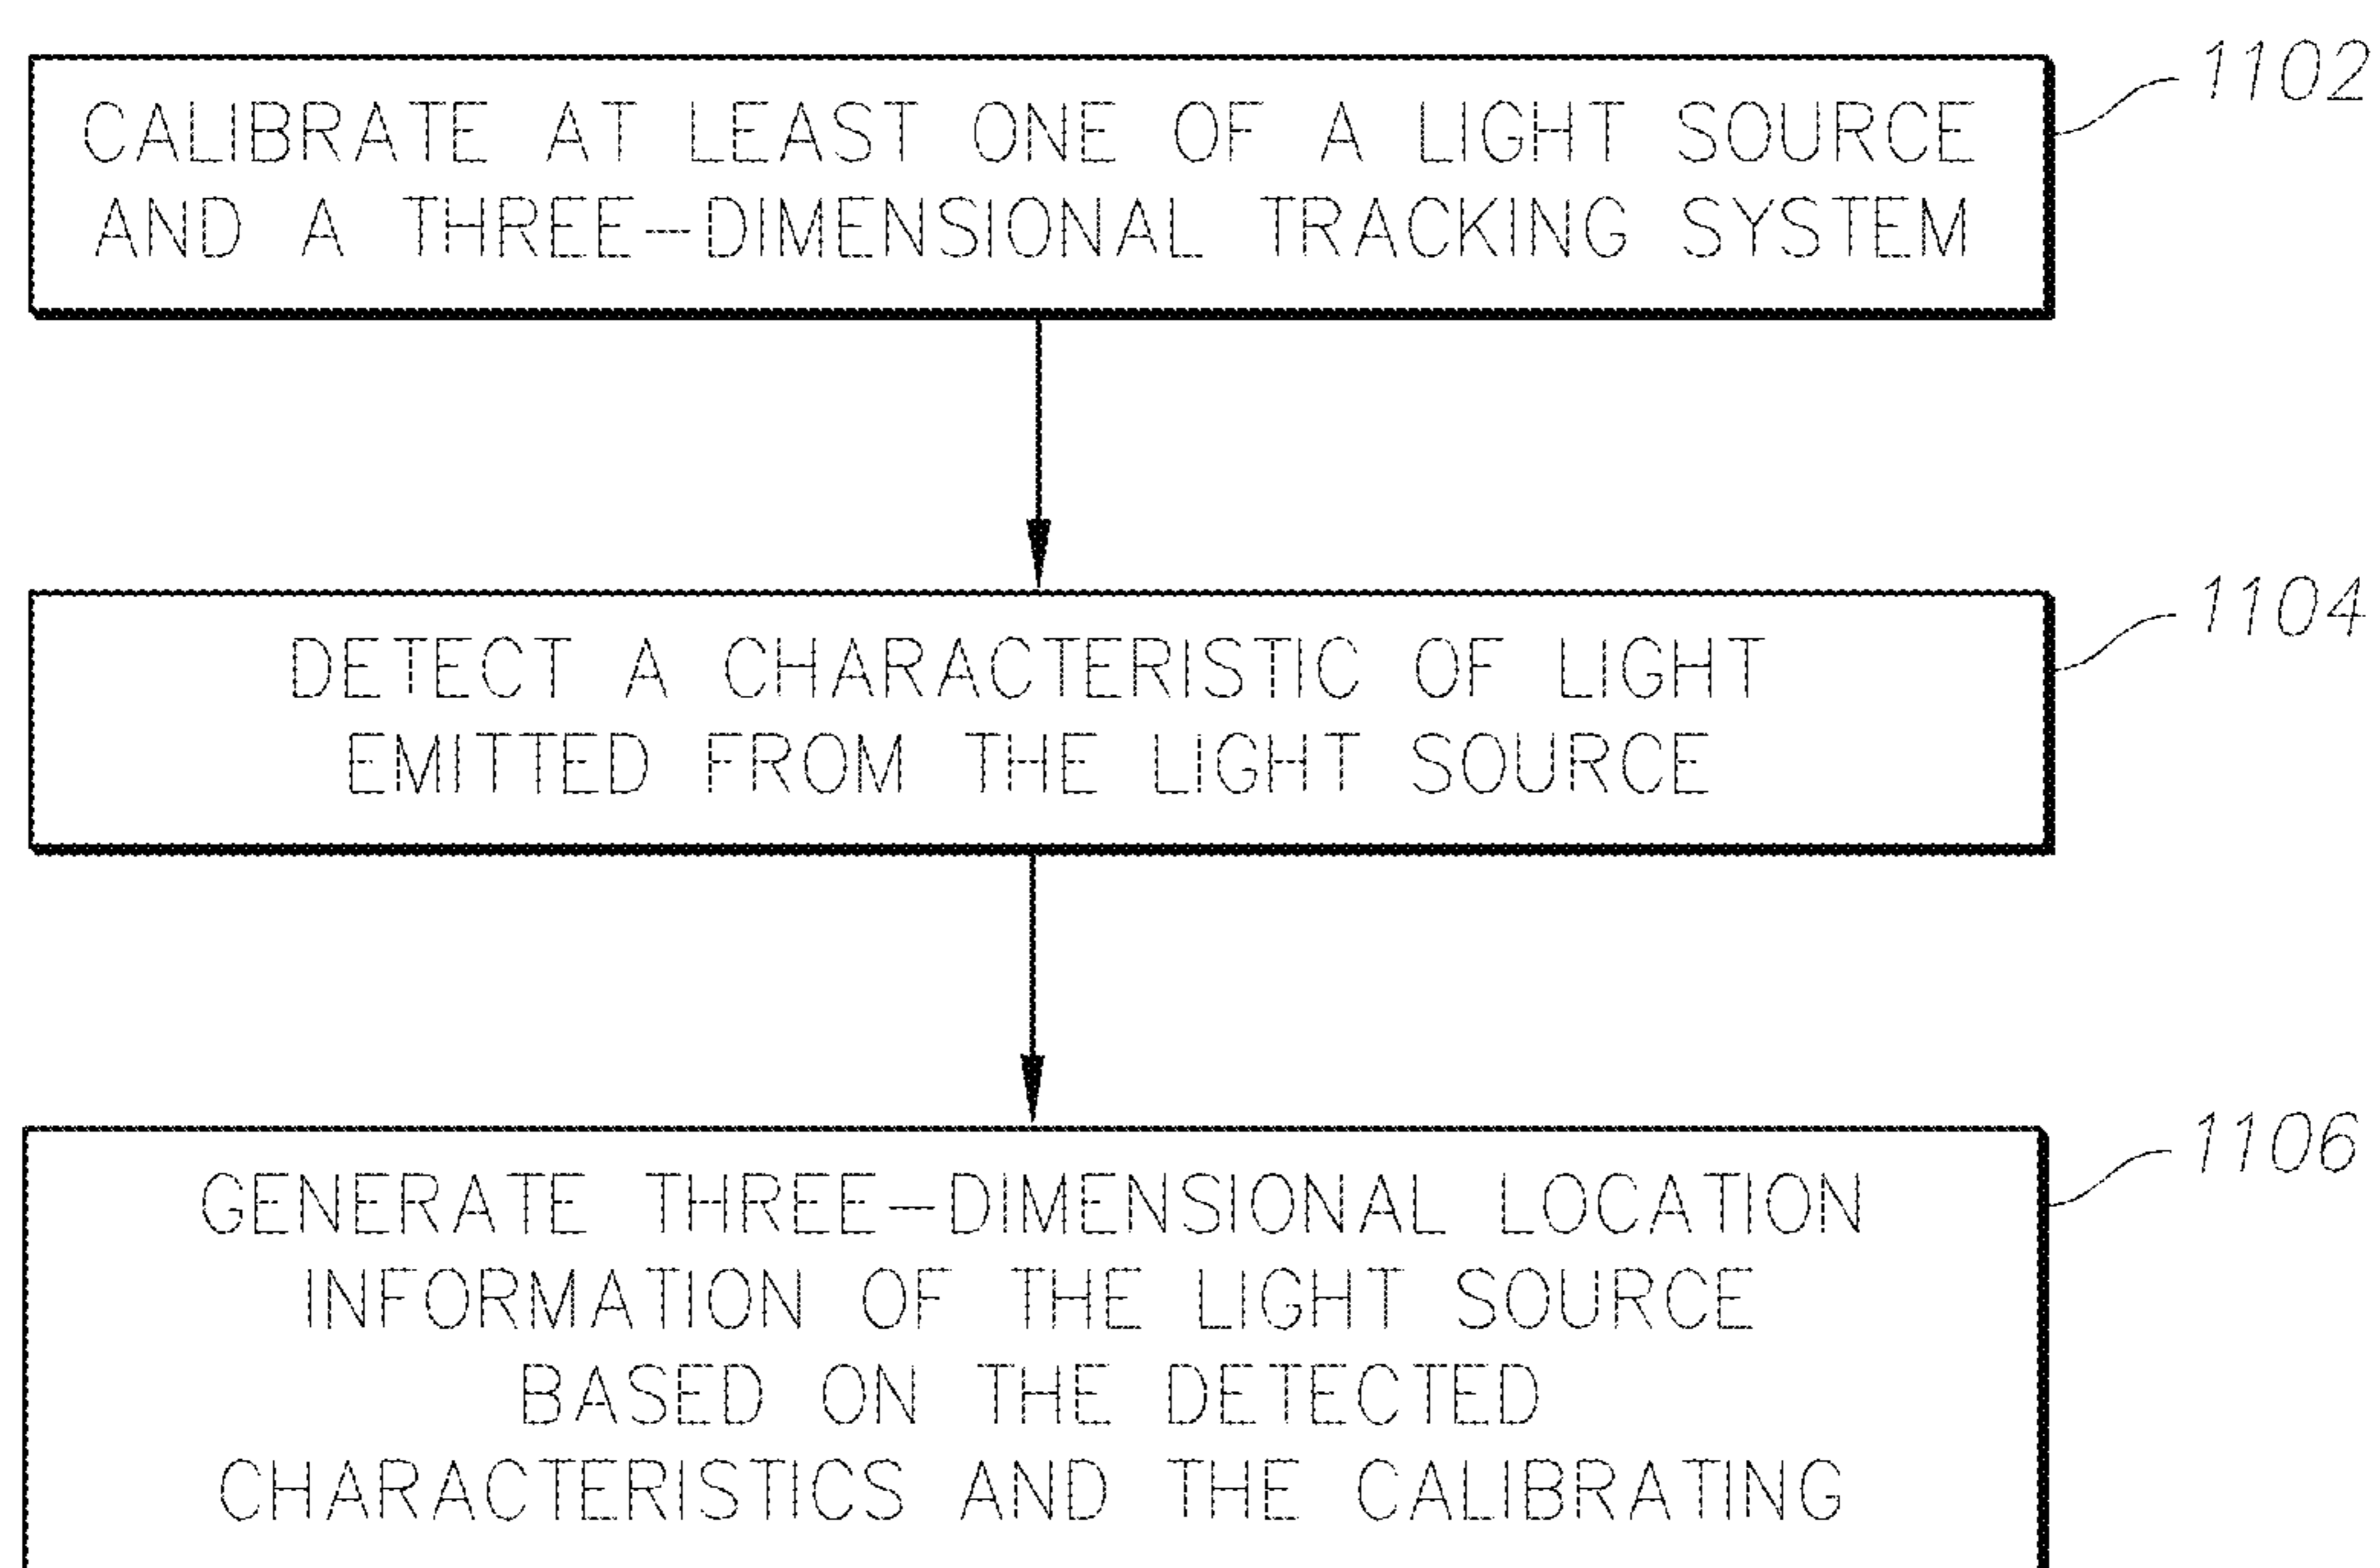 1102
CALIBRATE AT LEAST ONE OF A LIGHT SOURCE
AND A THREE-DIMENSIONAL TRACKING SYSTEM
1104
DETECT A CHARACTERISTIC OF LIGHT
EMITTED FROM THE LIGHT SOURCE
1106
GENERATE THREE-DIMENSIONAL LOCATION
INFORMATION OF THE LIGHT SOURCE
BASED ON THE DETECTED
CHARACTERISTICS AND THE CALIBRATING